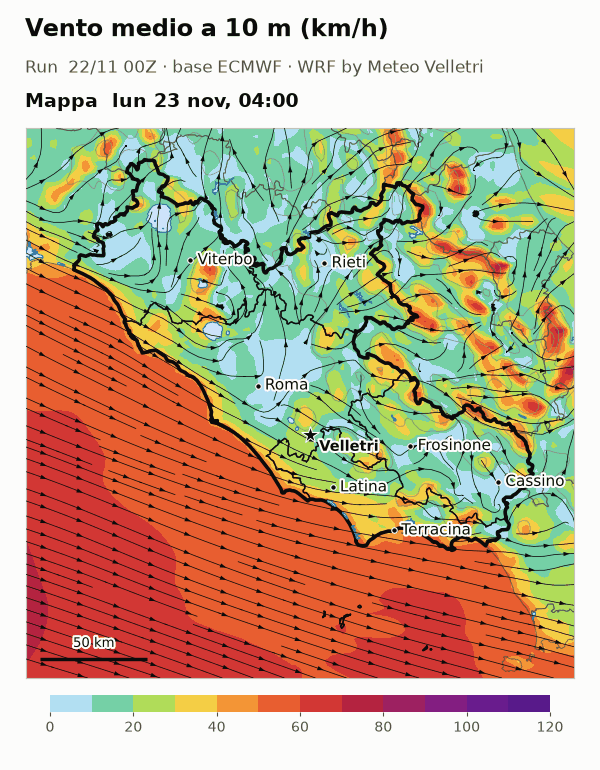 Vento medio a 10 m (km/h)
Run  22/11 00Z · base ECMWF · WRF by Meteo Velletri
Mappa  lun 23 nov, 04:00
Viterbo
Rieti
Roma
Velletri
Frosinone
Cassino
Latina
Terracina
50 km
0 20 40 60 80 100 120